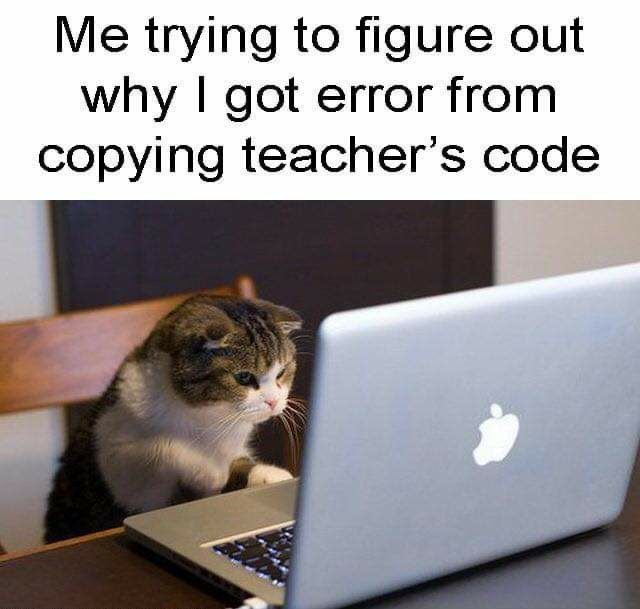 Me trying to figure out
why I got error from
copying teacher’s code